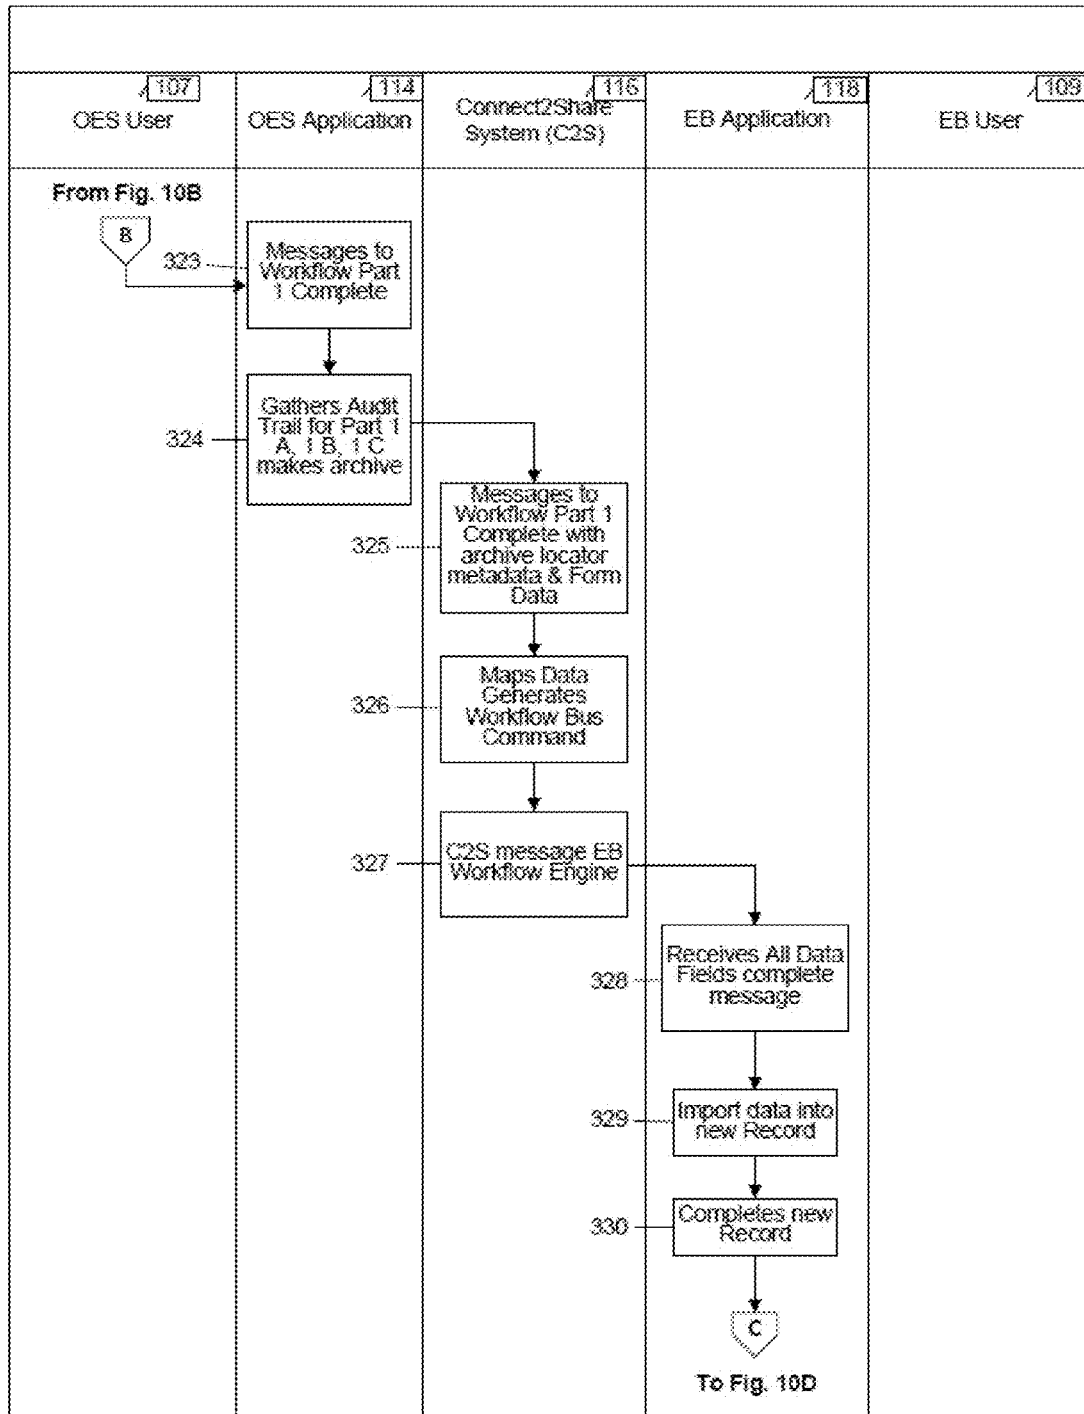 107
OES User
114
OES Application
116
Connect2Share
System (C2S)
118
EB Application
109
EB User
From Fig. 10B
B
323
Messages to
Workflow Part
1 Complete
324
Gathers Audit
Trail for Part 1
A, 1 B, 1 C
makes archive
325
Messages to
Workflow Part 1
Complete with
archive locator
metadata & Form
Data
326
Maps Data
Generates
Workflow Bus
Command
327
C2S message EB
Workflow Engine
328
Receives All Data
Fields complete
message
329
Import data into
new Record
330
Completes new
Record
C
To Fig. 10D